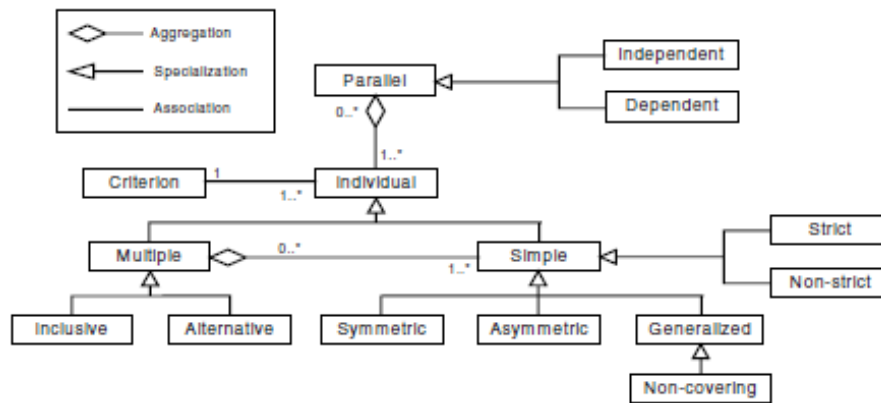 Aggregation
Specialization
Association
Parallel
Independent
Dependent
0..*
1..*
Criterion
1
1..*
Individual
Multiple
0..*
1..*
Simple
Strict
Non-strict
Inclusive
Alternative
Symmetric
Asymmetric
Generalized
Non-covering